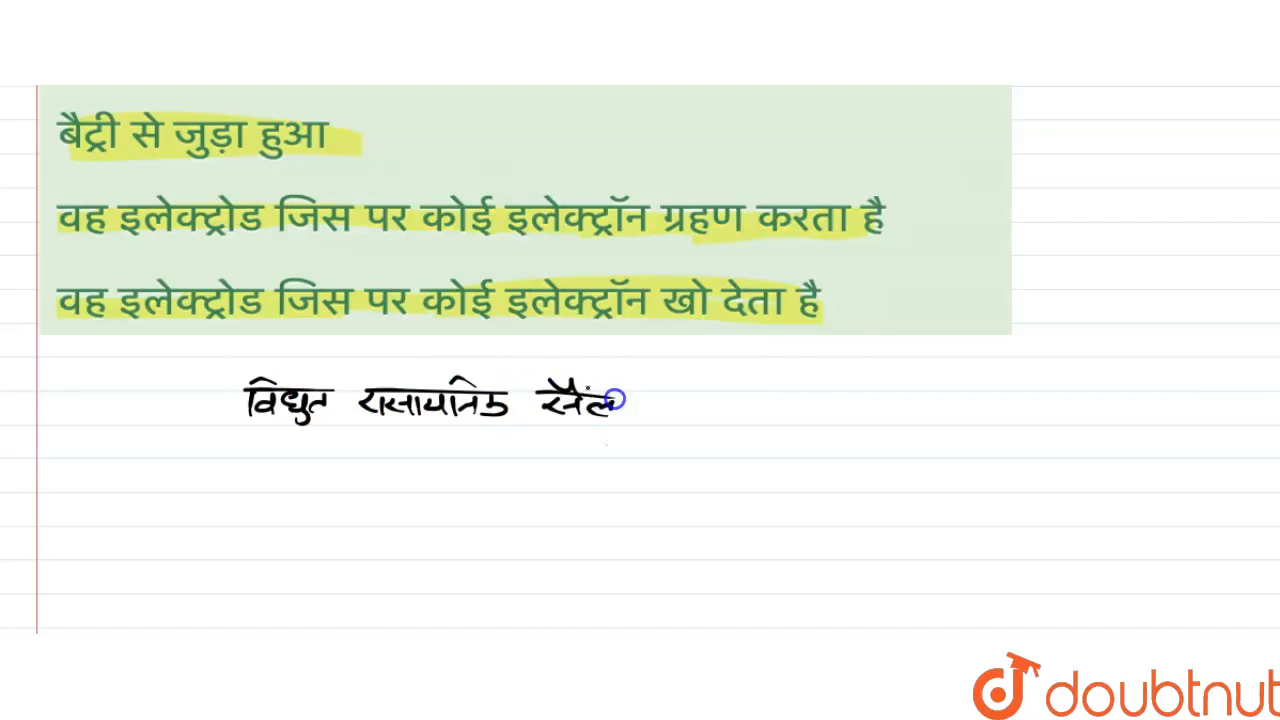 बैट्री से जुड़ा हुआ
वह इलेक्ट्रोड जिस पर कोई इलेक्ट्रॉन ग्रहण करता है
वह इलेक्ट्रोड जिस पर कोई इलेक्ट्रॉन खो देता है
विधुत रासायनिक सैंल
doubtnut